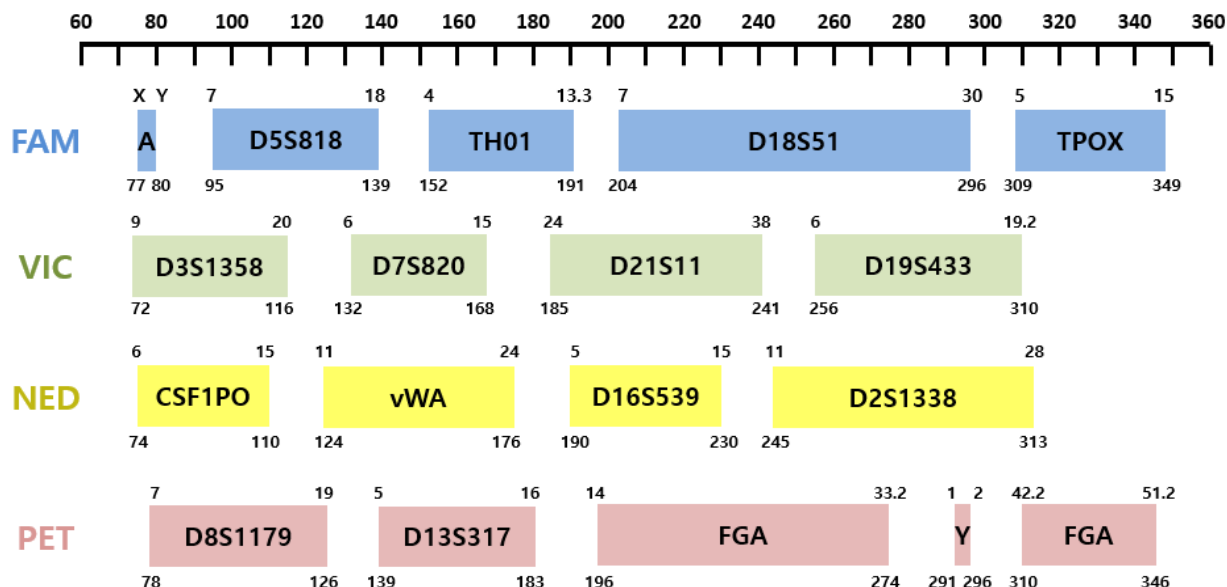 60 80 100 120 140 160 180 200 220 240 260 280 300 320 340 360
X Y 7 18 4 13.3 7 30 5 15
FAM A D5S818 TH01 D18S51 TPOX
77 80 95 139 152 191 204 296 309 349
9 20 6 15 24 38 6 19.2
VIC D3S1358 D7S820 D21S11 D19S433
72 116 132 168 185 241 256 310
6 15 11 24 5 15 11 28
NED CSF1PO vWA D16S539 D2S1338
74 110 124 176 190 230 245 313
7 19 5 16 14 33.2 1 2 42.2 51.2
PET D8S1179 D13S317 FGA Y FGA
78 126 139 183 196 274 291 296 310 346